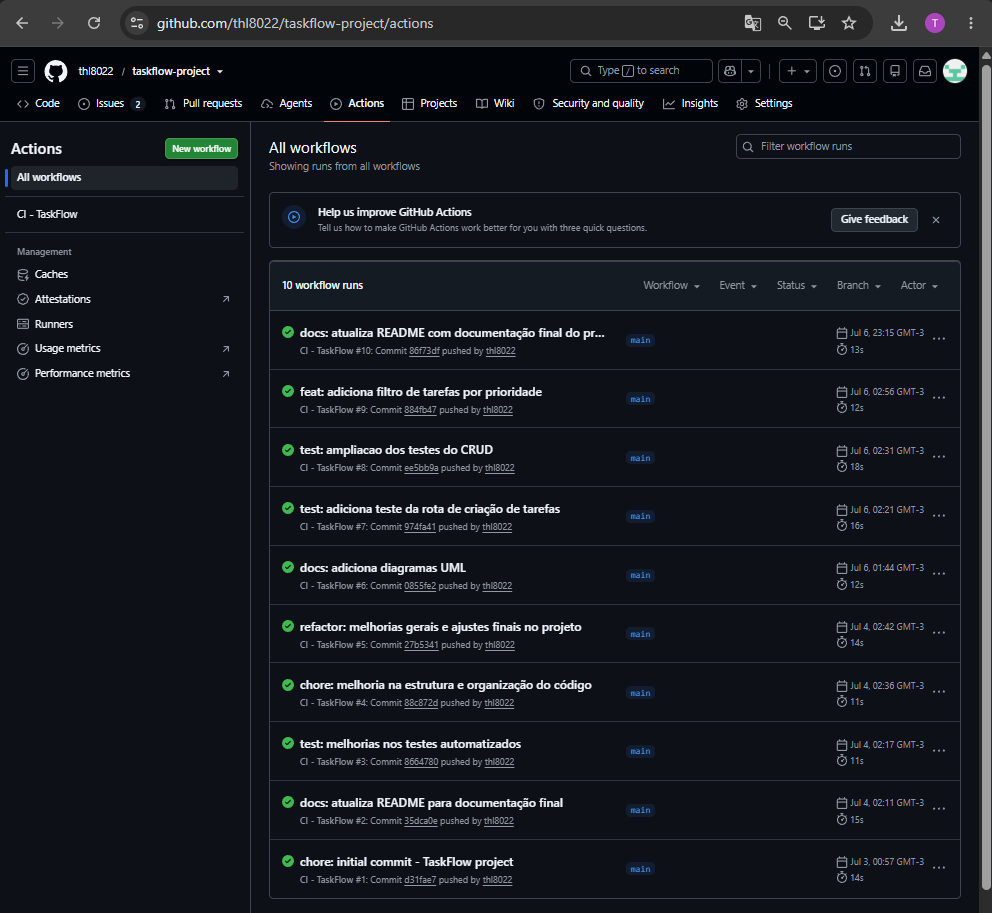 github.com/thl8022/taskflow-project/actions
T
thl8022 / taskflow-project
Type / to search
Code
Issues 2
Pull requests
Agents
Actions
Projects
Wiki
Security and quality
Insights
Settings
Actions
New workflow
All workflows
CI - TaskFlow
Management
Caches
Attestations
Runners
Usage metrics
Performance metrics
All workflows
Showing runs from all workflows
Filter workflow runs
Help us improve GitHub Actions
Tell us how to make GitHub Actions work better for you with three quick questions.
Give feedback
10 workflow runs
Workflow Event Status Branch Actor
docs: atualiza README com documentação final do pr...
CI - TaskFlow #10: Commit 86f73df pushed by thl8022
main
Jul 6, 23:15 GMT-3
13s
feat: adiciona filtro de tarefas por prioridade
CI - TaskFlow #9: Commit 884fb47 pushed by thl8022
main
Jul 6, 02:56 GMT-3
12s
test: ampliacao dos testes do CRUD
CI - TaskFlow #8: Commit ee5bb9a pushed by thl8022
main
Jul 6, 02:31 GMT-3
18s
test: adiciona teste da rota de criação de tarefas
CI - TaskFlow #7: Commit 974fa41 pushed by thl8022
main
Jul 6, 02:21 GMT-3
16s
docs: adiciona diagramas UML
CI - TaskFlow #6: Commit 0855fe2 pushed by thl8022
main
Jul 6, 01:44 GMT-3
12s
refactor: melhorias gerais e ajustes finais no projeto
CI - TaskFlow #5: Commit 27b5341 pushed by thl8022
main
Jul 4, 02:42 GMT-3
14s
chore: melhoria na estrutura e organização do código
CI - TaskFlow #4: Commit 88c872d pushed by thl8022
main
Jul 4, 02:36 GMT-3
11s
test: melhorias nos testes automatizados
CI - TaskFlow #3: Commit 8664780 pushed by thl8022
main
Jul 4, 02:17 GMT-3
11s
docs: atualiza README para documentação final
CI - TaskFlow #2: Commit 35dca0e pushed by thl8022
main
Jul 4, 02:11 GMT-3
15s
chore: initial commit - TaskFlow project
CI - TaskFlow #1: Commit d31fae7 pushed by thl8022
main
Jul 3, 00:57 GMT-3
14s